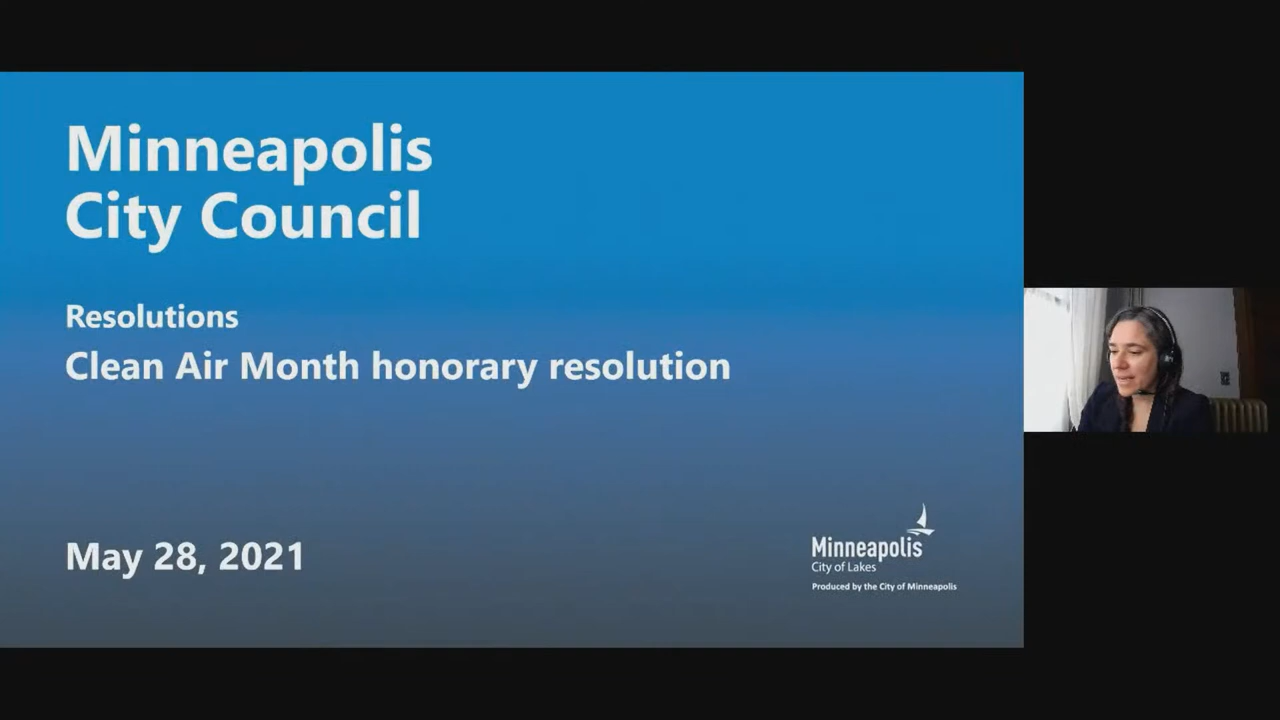 Minneapolis
City Council
Resolutions
Clean Air Month honorary resolution
May 28, 2021
Minneapolis
City of Lakes
Produced by the City of Minneapolis